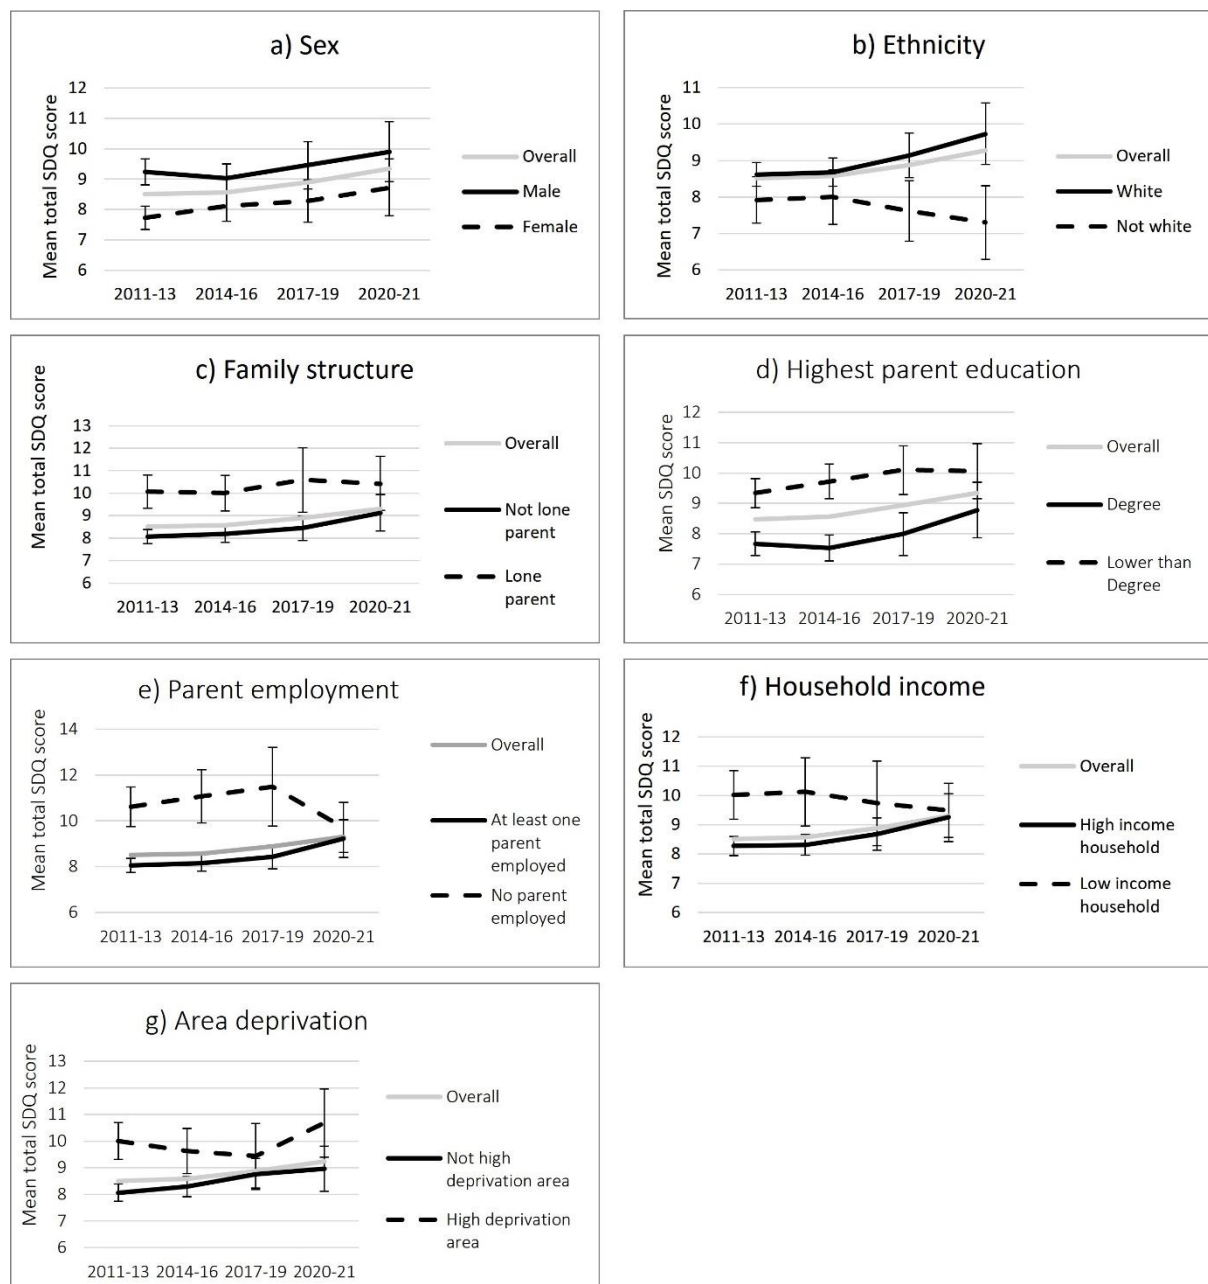 a) Sex
Mean total SDQ score
12
11
10
9
8
7
6
2011-13 2014-16 2017-19 2020-21
Overall
Male
Female
b) Ethnicity
Mean total SDQ score
11
10
9
8
7
6
2011-13 2014-16 2017-19 2020-21
Overall
White
Not white
c) Family structure
Mean total SDQ score
13
12
11
10
9
8
7
6
2011-13 2014-16 2017-19 2020-21
Overall
Not lone
parent
Lone
parent
d) Highest parent education
Mean SDQ score
12
11
10
9
8
7
6
2011-13 2014-16 2017-19 2020-21
Overall
Degree
Lower than
Degree
e) Parent employment
Mean total SDQ score
14
12
10
8
6
2011-13 2014-16 2017-19 2020-21
Overall
At least one
parent
employed
No parent
employed
f) Household income
Mean total SDQ score
12
11
10
9
8
7
6
2011-13 2014-16 2017-19 2020-21
Overall
High income
household
Low income
household
g) Area deprivation
Mean total SDQ score
13
12
11
10
9
8
7
6
2011-13 2014-16 2017-19 2020-21
Overall
Not high
deprivation area
High deprivation
area